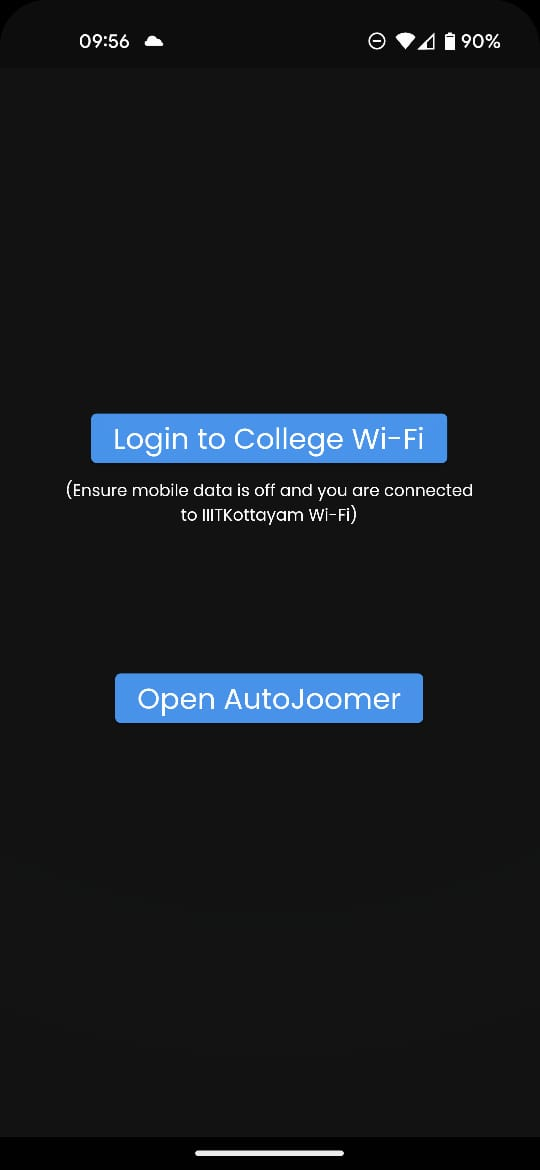 09:56
90%
Login to College Wi-Fi
(Ensure mobile data is off and you are connected
to IIITKottayam Wi-Fi)
Open AutoJoomer